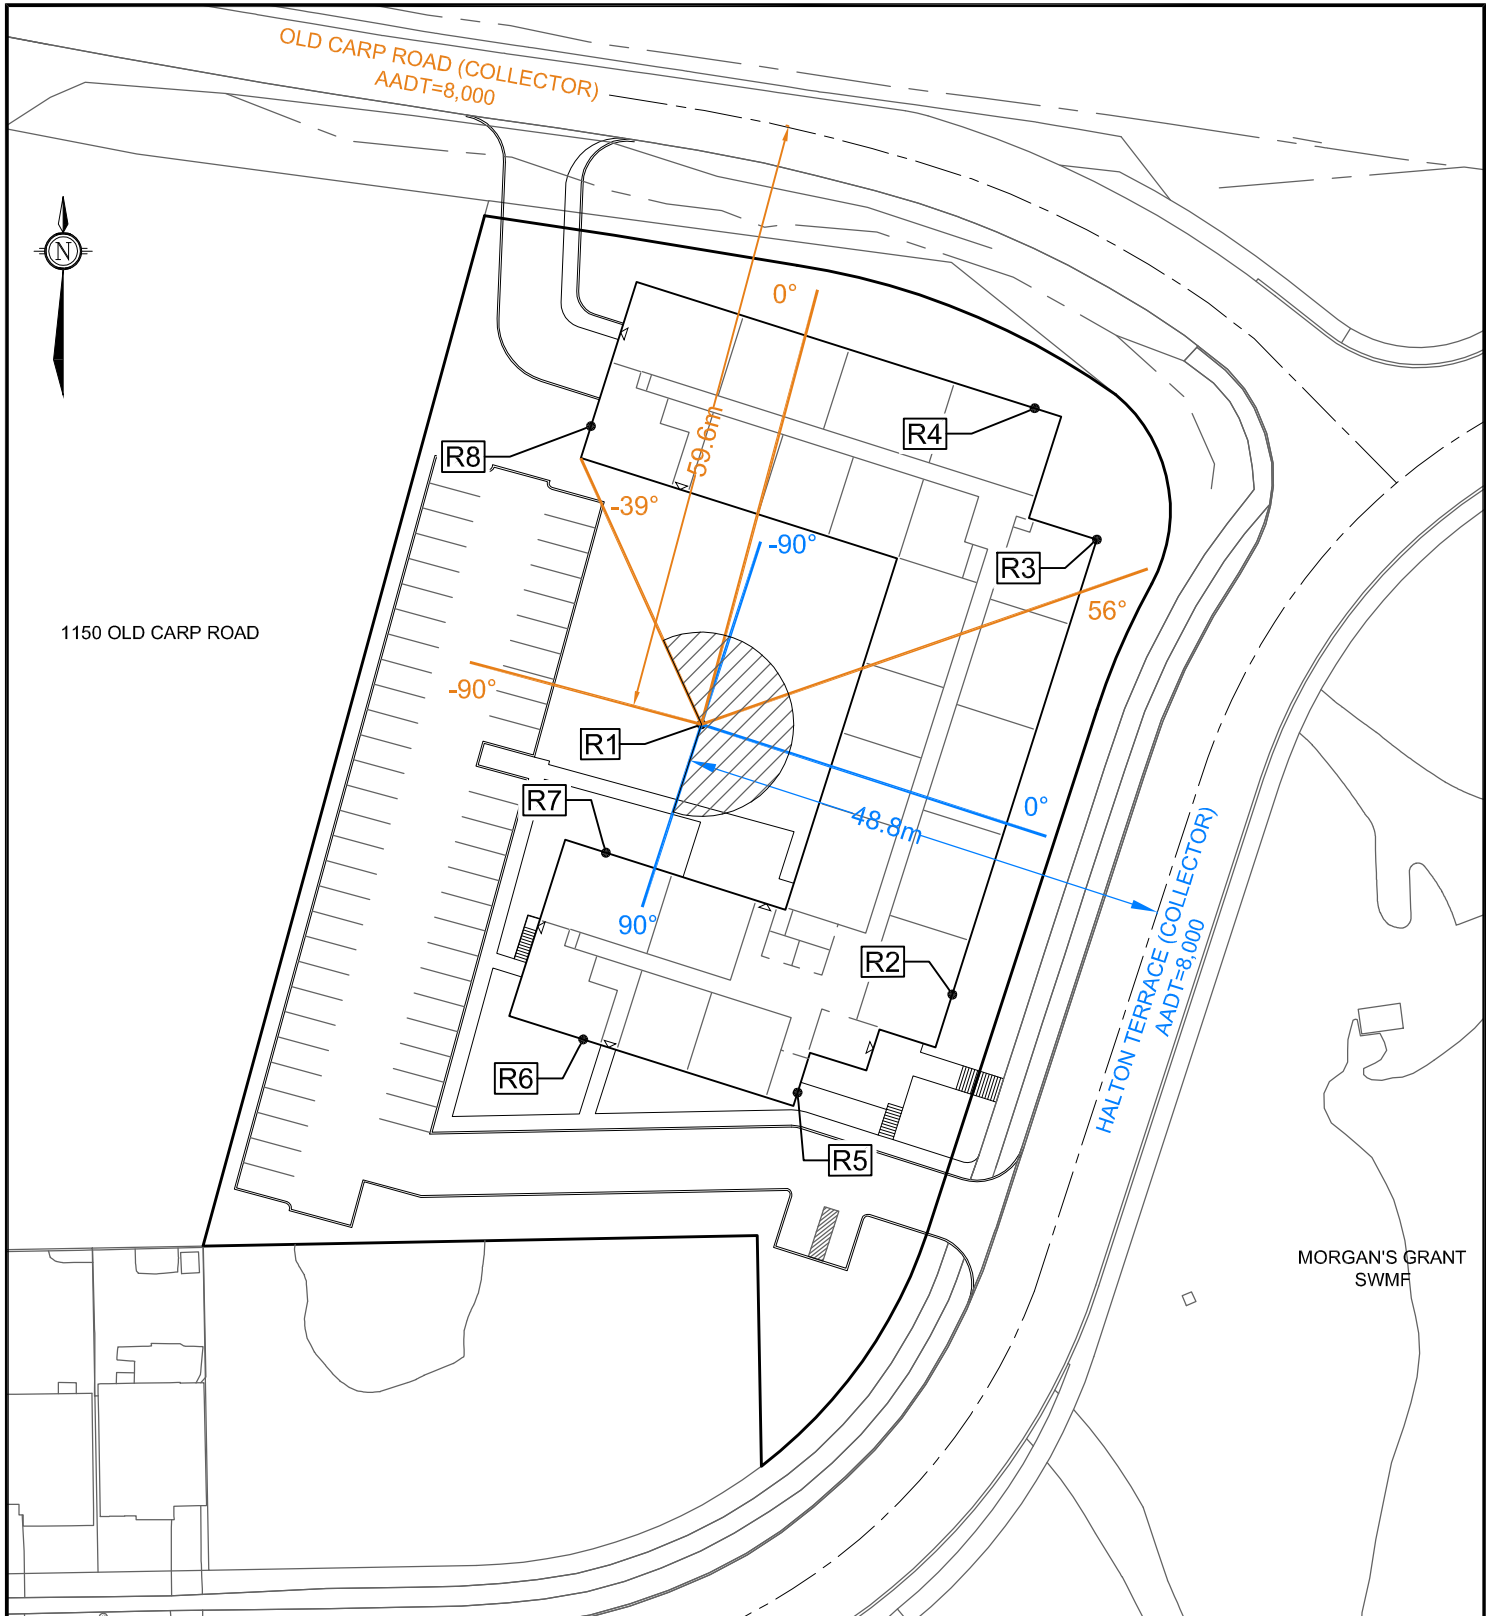 OLD CARP ROAD (COLLECTOR)
AADT=8,000
N
0°
R4
R8
59.6m
-39°
-90°
R3
56°
1150 OLD CARP ROAD
-90°
R1
R7
0°
48.8m
90°
R2
HALTON TERRACE (COLLECTOR)
AADT=8,000
R6
R5
MORGAN'S GRANT
SWMF